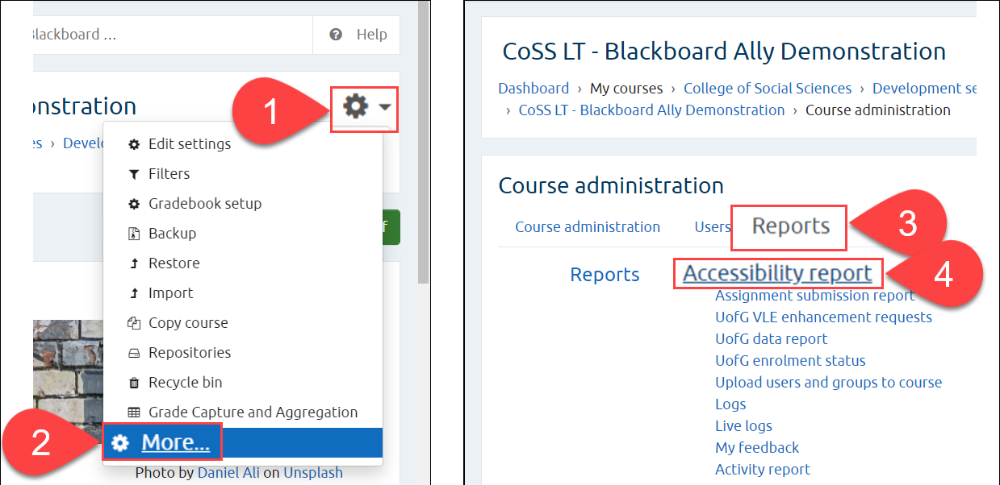 Blackboard ...
Help
onstration
1
es › Develo
Edit settings
Filters
Gradebook setup
Backup
Restore
Import
Copy course
Repositories
Recycle bin
Grade Capture and Aggregation
f
2
More...
Photo by Daniel Ali on Unsplash
CoSS LT - Blackboard Ally Demonstration
Dashboard › My courses › College of Social Sciences › Development se
› CoSS LT - Blackboard Ally Demonstration › Course administration
Course administration
Course administration Users Reports
3
Reports Accessibility report
4
Assignment submission report
UofG VLE enhancement requests
UofG data report
UofG enrolment status
Upload users and groups to course
Logs
Live logs
My feedback
Activity report